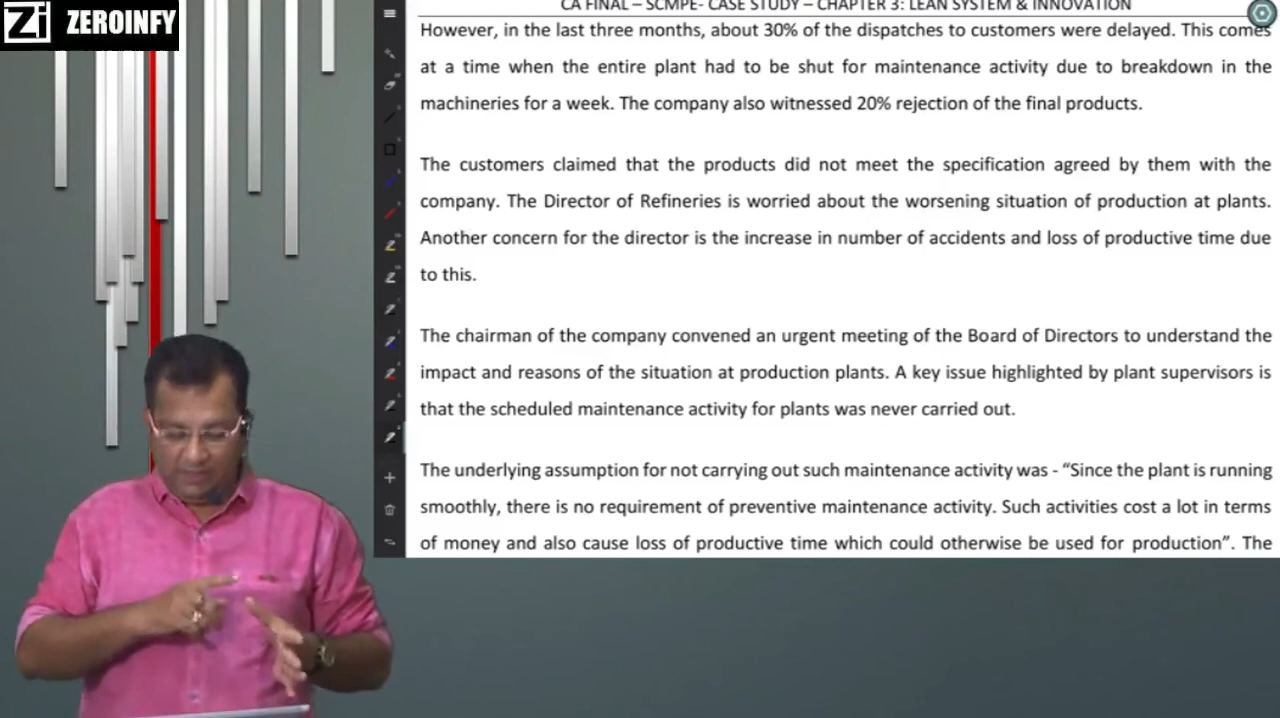 Zi ZEROINFY
CA FINAL – SCMPE- CASE STUDY – CHAPTER 3: LEAN SYSTEM & INNOVATION
However, in the last three months, about 30% of the dispatches to customers were delayed. This comes
at a time when the entire plant had to be shut for maintenance activity due to breakdown in the
machineries for a week. The company also witnessed 20% rejection of the final products.
The customers claimed that the products did not meet the specification agreed by them with the
company. The Director of Refineries is worried about the worsening situation of production at plants.
Another concern for the director is the increase in number of accidents and loss of productive time due
to this.
The chairman of the company convened an urgent meeting of the Board of Directors to understand the
impact and reasons of the situation at production plants. A key issue highlighted by plant supervisors is
that the scheduled maintenance activity for plants was never carried out.
The underlying assumption for not carrying out such maintenance activity was - “Since the plant is running
smoothly, there is no requirement of preventive maintenance activity. Such activities cost a lot in terms
of money and also cause loss of productive time which could otherwise be used for production”. The